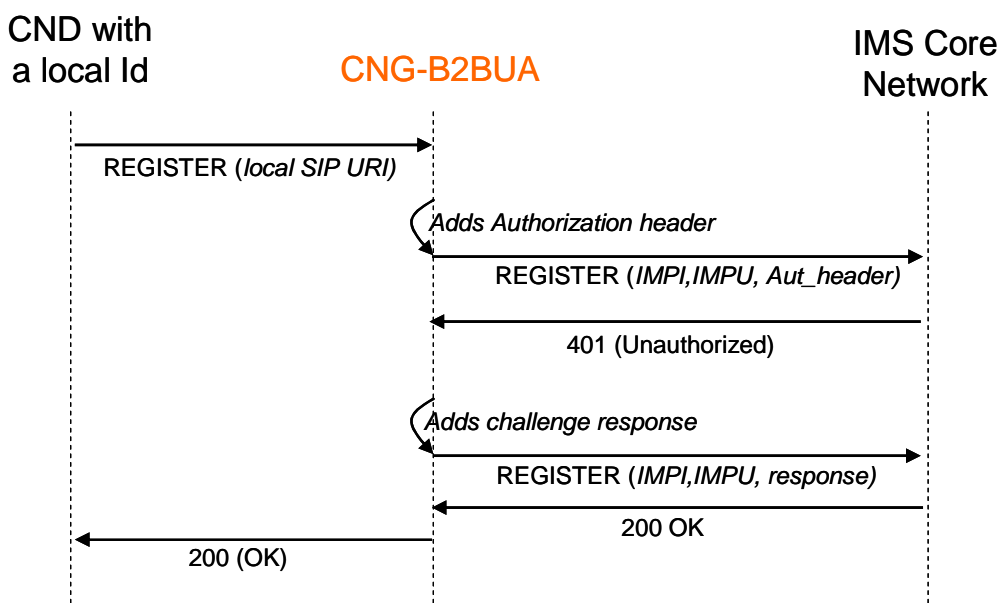 CND with
a local Id
CNG-B2BUA
IMS Core
Network
REGISTER (local SIP URI)
Adds Authorization header
REGISTER (IMPI,IMPU, Aut_header)
401 (Unauthorized)
Adds challenge response
REGISTER (IMPI,IMPU, response)
200 OK
200 (OK)